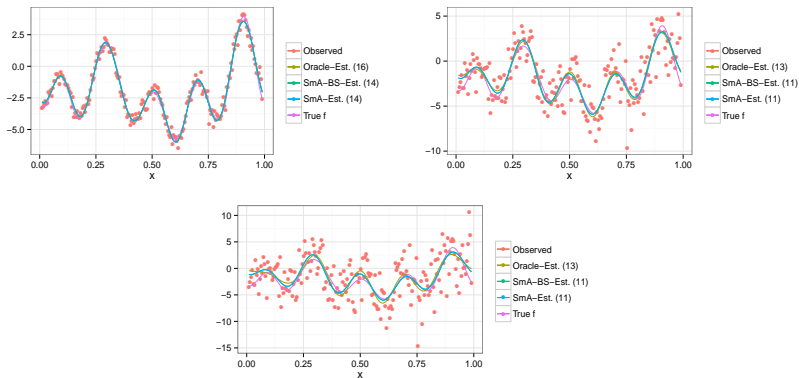 2.5
0.0
−2.5
−5.0
0.00 0.25 0.50 0.75 1.00
x
Observed
Oracle−Est. (16)
SmA−BS−Est. (14)
SmA−Est. (14)
True f
5
0
−5
−10
0.00 0.25 0.50 0.75 1.00
x
Observed
Oracle−Est. (13)
SmA−BS−Est. (11)
SmA−Est. (11)
True f
10
5
0
−5
−10
−15
0.00 0.25 0.50 0.75 1.00
x
Observed
Oracle−Est. (13)
SmA−BS−Est. (11)
SmA−Est. (11)
True f